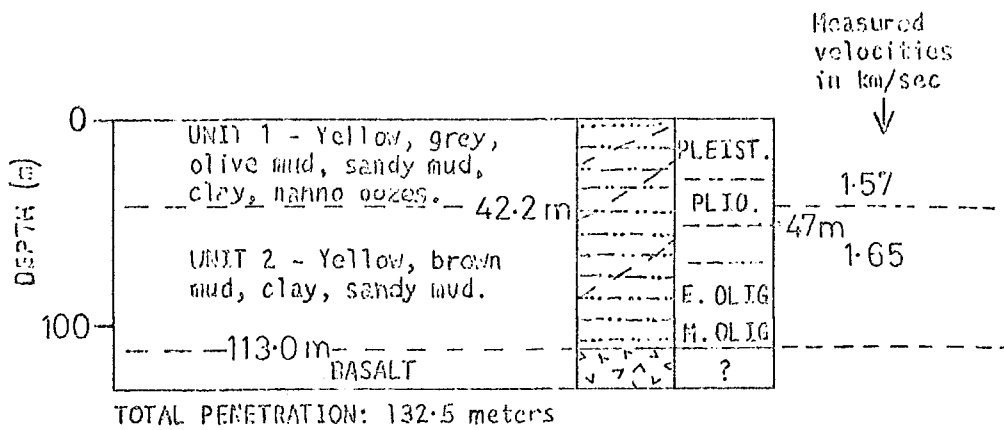 Measured
velocities
in km/sec
0
UNIT 1 - Yellow, grey,
olive mud, sandy mud,
clay, nanno oozes.
42.2 m
PLEIST.
PLIO.
1.57
47m
1.65
DEPTH (m)
UNIT 2 - Yellow, brown
mud, clay, sandy mud.
E. OLIG
M. OLIG
100
113.0 m
BASALT
?
TOTAL PENETRATION: 132.5 meters